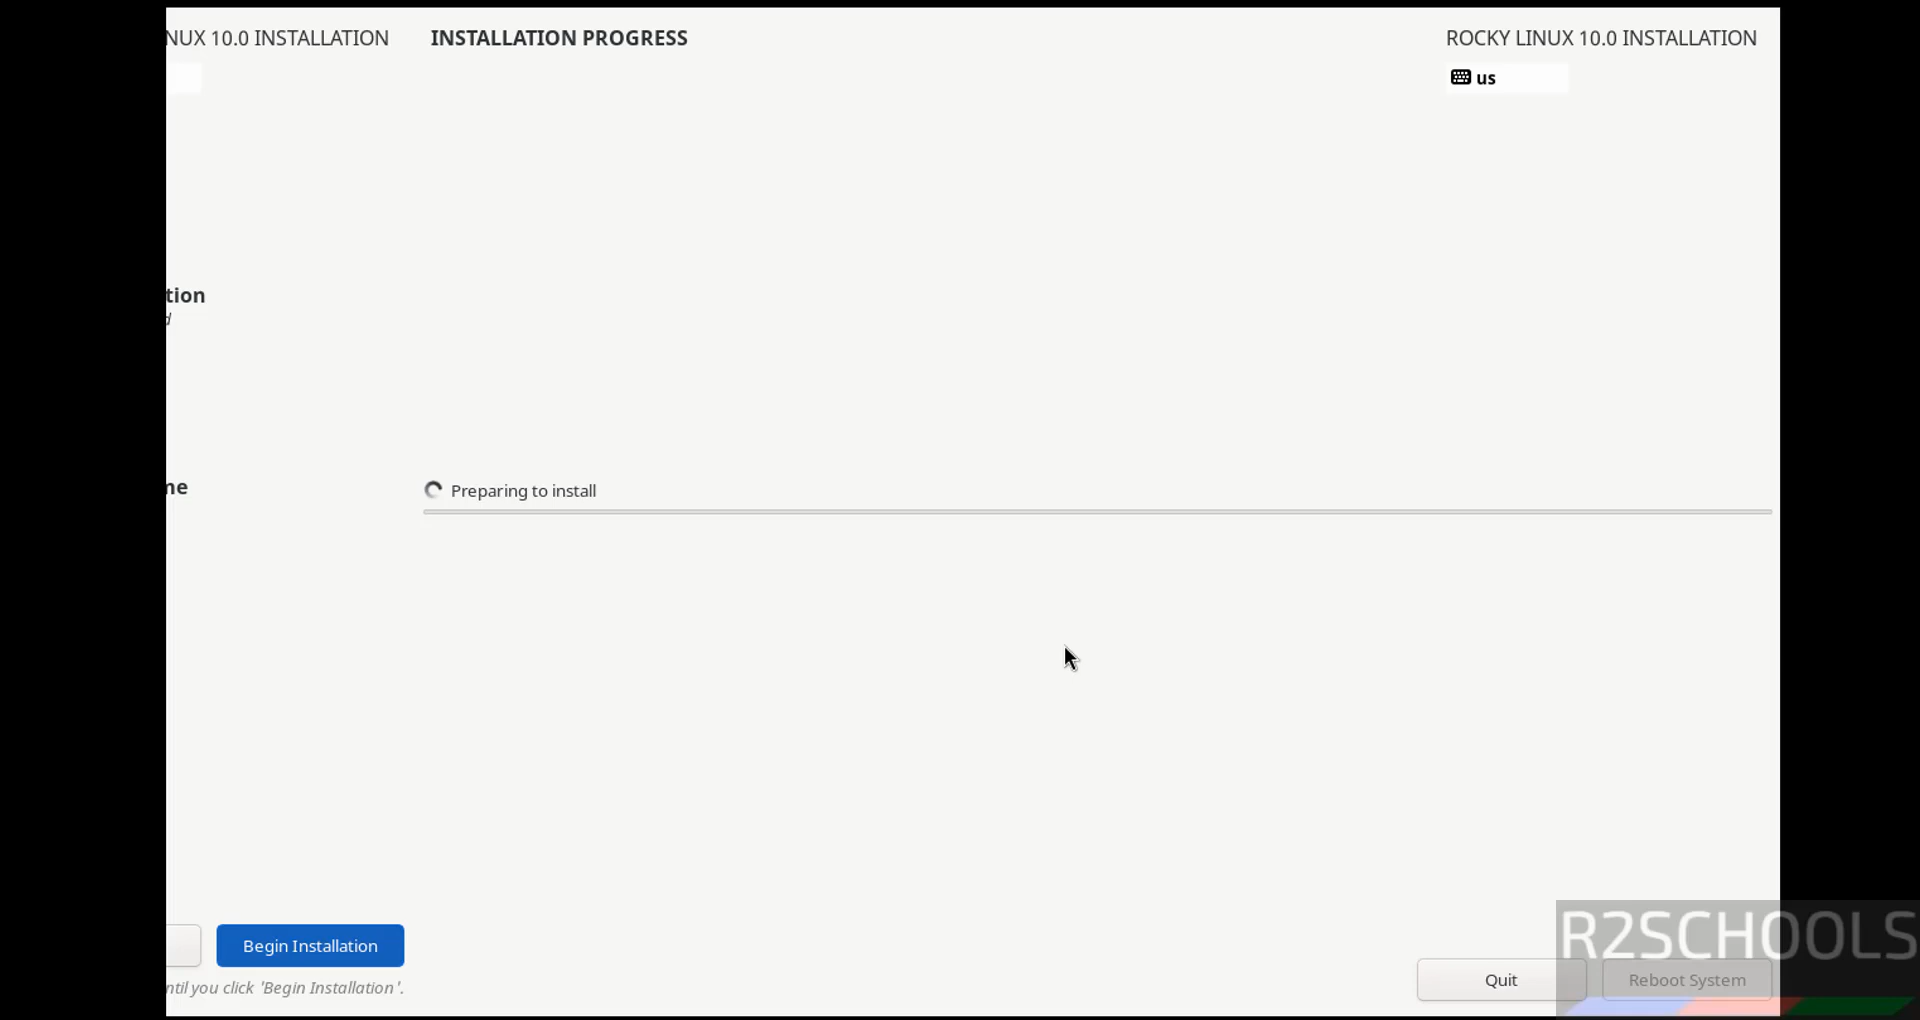 NUX 10.0 INSTALLATION
INSTALLATION PROGRESS
ROCKY LINUX 10.0 INSTALLATION
us
tion
d
ne
Preparing to install
Begin Installation
ntil you click 'Begin Installation'.
Quit
Reboot System
R2SCHOOLS